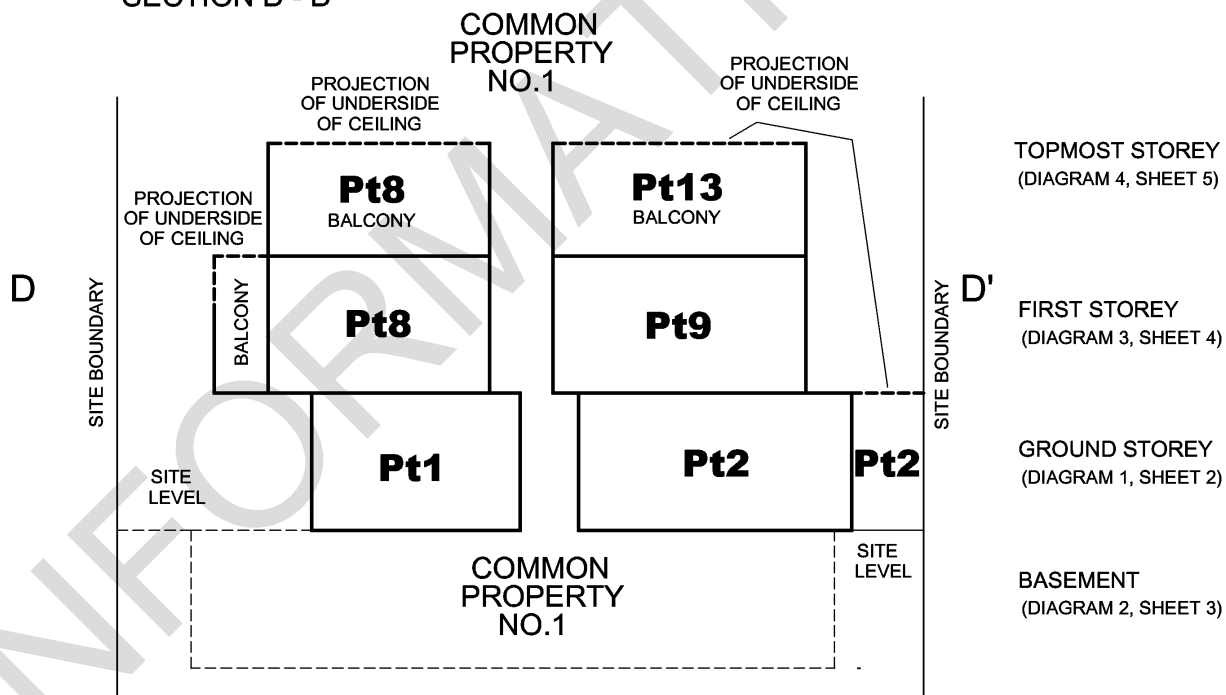 SECTION D - D'
COMMON
PROPERTY
NO.1
PROJECTION
OF UNDERSIDE
OF CEILING
PROJECTION
OF UNDERSIDE
OF CEILING
TOPMOST STOREY
(DIAGRAM 4, SHEET 5)
Pt8
BALCONY
Pt13
BALCONY
PROJECTION
OF UNDERSIDE
OF CEILING
D
SITE BOUNDARY
BALCONY
Pt8
Pt9
SITE BOUNDARY
D'
FIRST STOREY
(DIAGRAM 3, SHEET 4)
SITE
LEVEL
Pt1
Pt2
Pt2
GROUND STOREY
(DIAGRAM 1, SHEET 2)
COMMON
PROPERTY
NO.1
SITE
LEVEL
BASEMENT
(DIAGRAM 2, SHEET 3)
INFORMAT